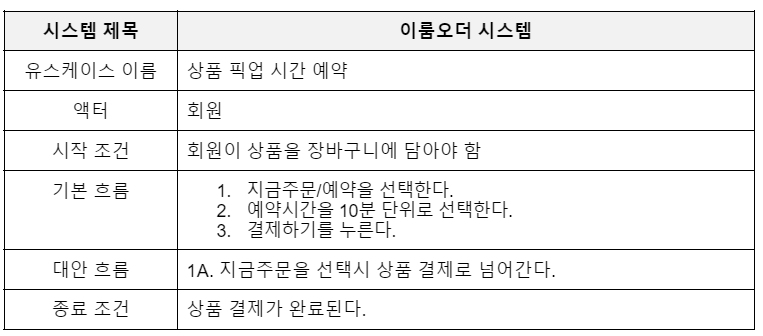 시스템 제목 이룸오더 시스템
유스케이스 이름 상품 픽업 시간 예약
액터 회원
시작 조건 회원이 상품을 장바구니에 담아야 함
기본 흐름 1. 지금주문/예약을 선택한다.
2. 예약시간을 10분 단위로 선택한다.
3. 결제하기를 누른다.
대안 흐름 1A. 지금주문을 선택시 상품 결제로 넘어간다.
종료 조건 상품 결제가 완료된다.